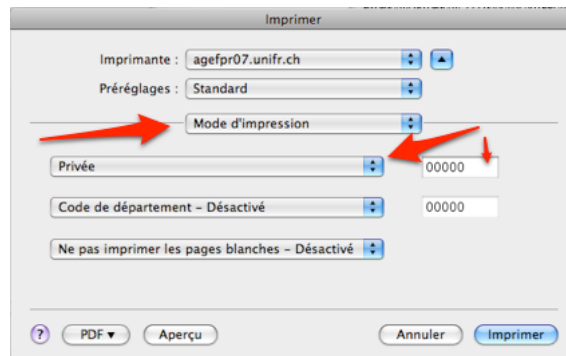 Imprimer
Imprimante : agefpr07.unifr.ch
Préréglages : Standard
Mode d'impression
Privée 00000
Code de département – Désactivé 00000
Ne pas imprimer les pages blanches – Désactivé
? PDF ▼ Aperçu Annuler Imprimer